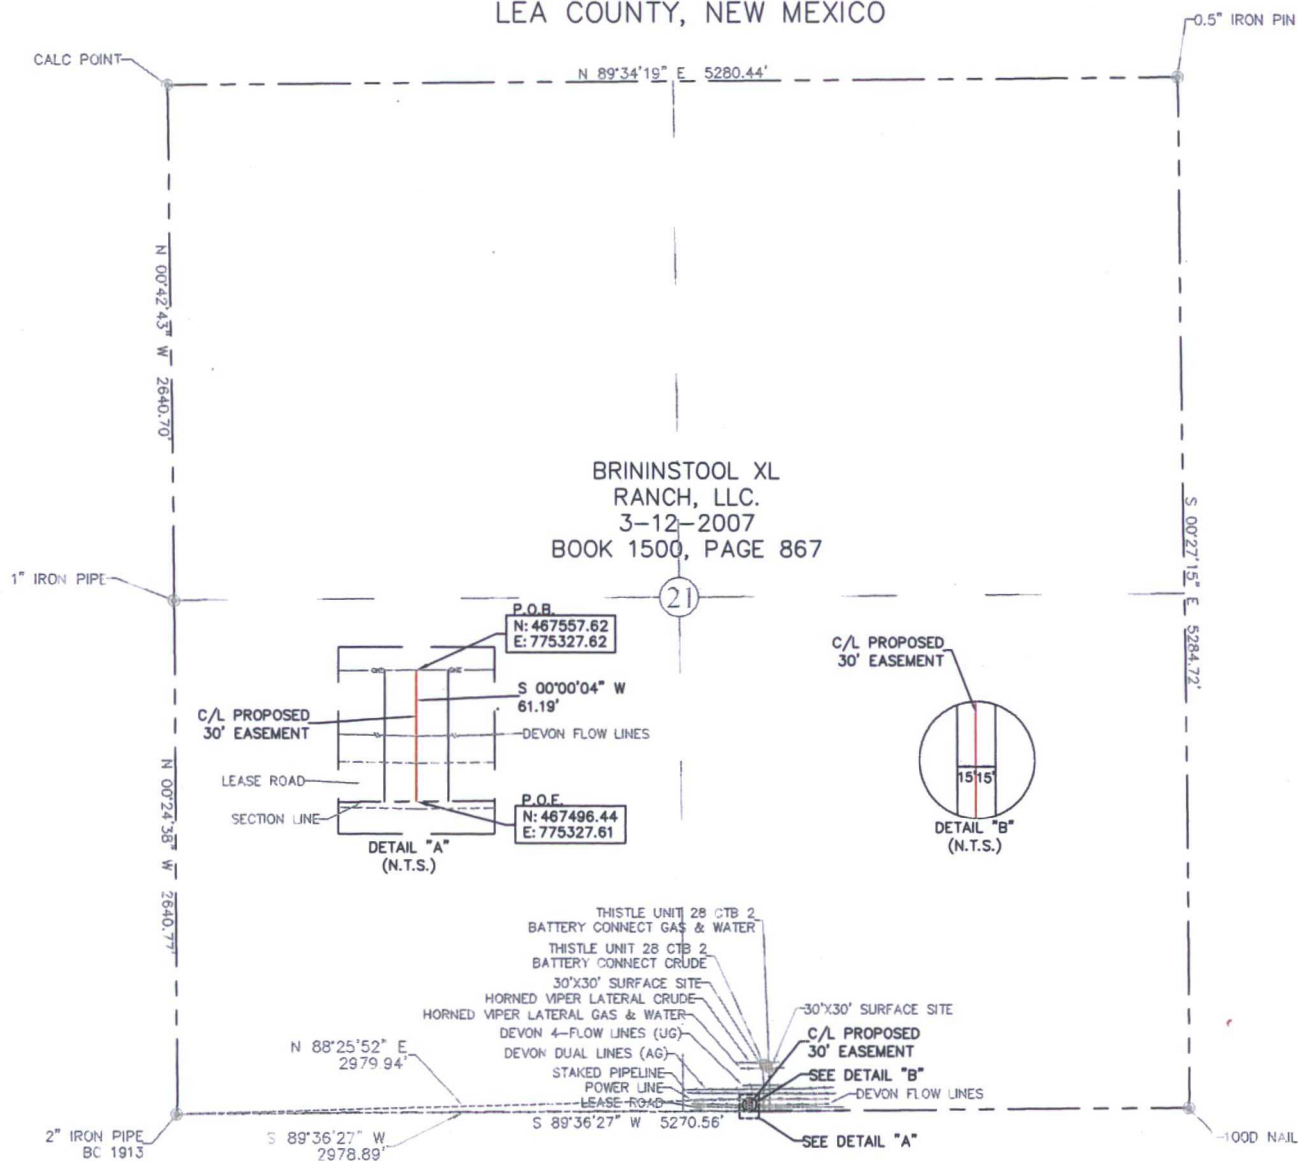 LEA COUNTY, NEW MEXICO
0.5" IRON PIN
CALC POINT
N 89°34'19" E 5280.44'
N 00°42'43" W 2640.70'
BRININSTOOL XL
RANCH, LLC.
3-12-2007
BOOK 1500, PAGE 867
S 00°27'15" E 5284.72'
1" IRON PIPE
21
P.O.B.
N: 467557.62
E: 775327.62
S 00°00'04" W
61.19'
C/L PROPOSED
30' EASEMENT
DEVON FLOW LINES
LEASE ROAD
SECTION LINE
P.O.E.
N: 467496.44
E: 775327.61
DETAIL "A"
(N.T.S.)
C/L PROPOSED
30' EASEMENT
15' 15'
DETAIL "B"
(N.T.S.)
N 00°24'38" W 2640.77'
THISTLE UNIT 28 CTB 2
BATTERY CONNECT GAS & WATER
THISTLE UNIT 28 CTB 2
BATTERY CONNECT CRUDE
30'X30' SURFACE SITE
HORNED VIPER LATERAL CRUDE
HORNED VIPER LATERAL GAS & WATER
DEVON 4-FLOW LINES (UG)
DEVON DUAL LINES (AG)
STAKED PIPELINE
POWER LINE
LEASE ROAD
30'X30' SURFACE SITE
C/L PROPOSED
30' EASEMENT
SEE DETAIL "B"
DEVON FLOW LINES
N 88°25'52" E
2979.94'
S 89°36'27" W 5270.56'
SEE DETAIL "A"
2" IRON PIPE
BC 1913
S 89°36'27" W
2978.89'
100D NAIL